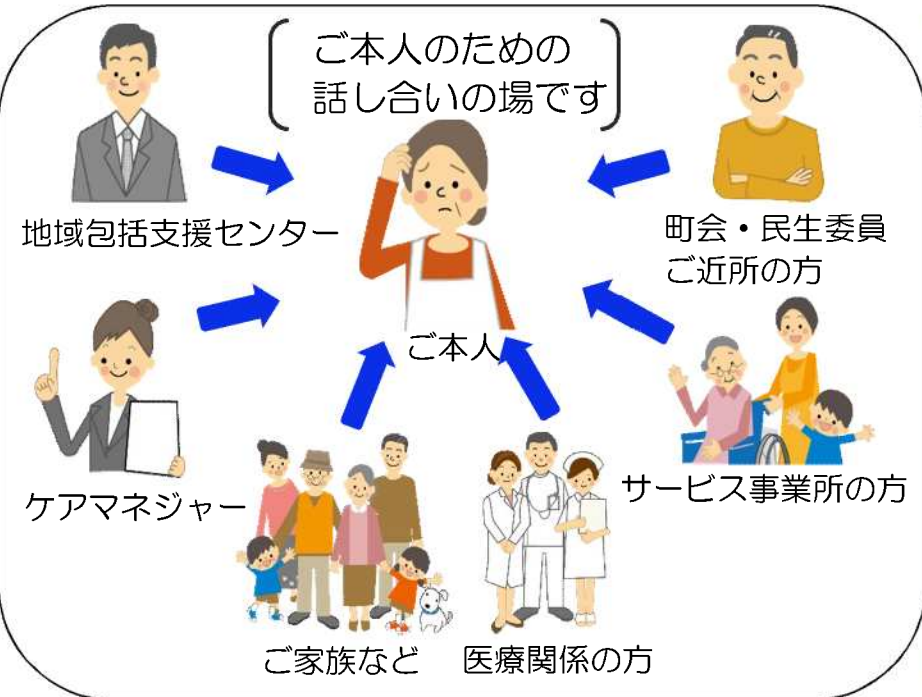 ご本人のための
話し合いの場です
地域包括支援センター
町会・民生委員
ご近所の方
ご本人
ケアマネジャー
サービス事業所の方
ご家族など
医療関係の方